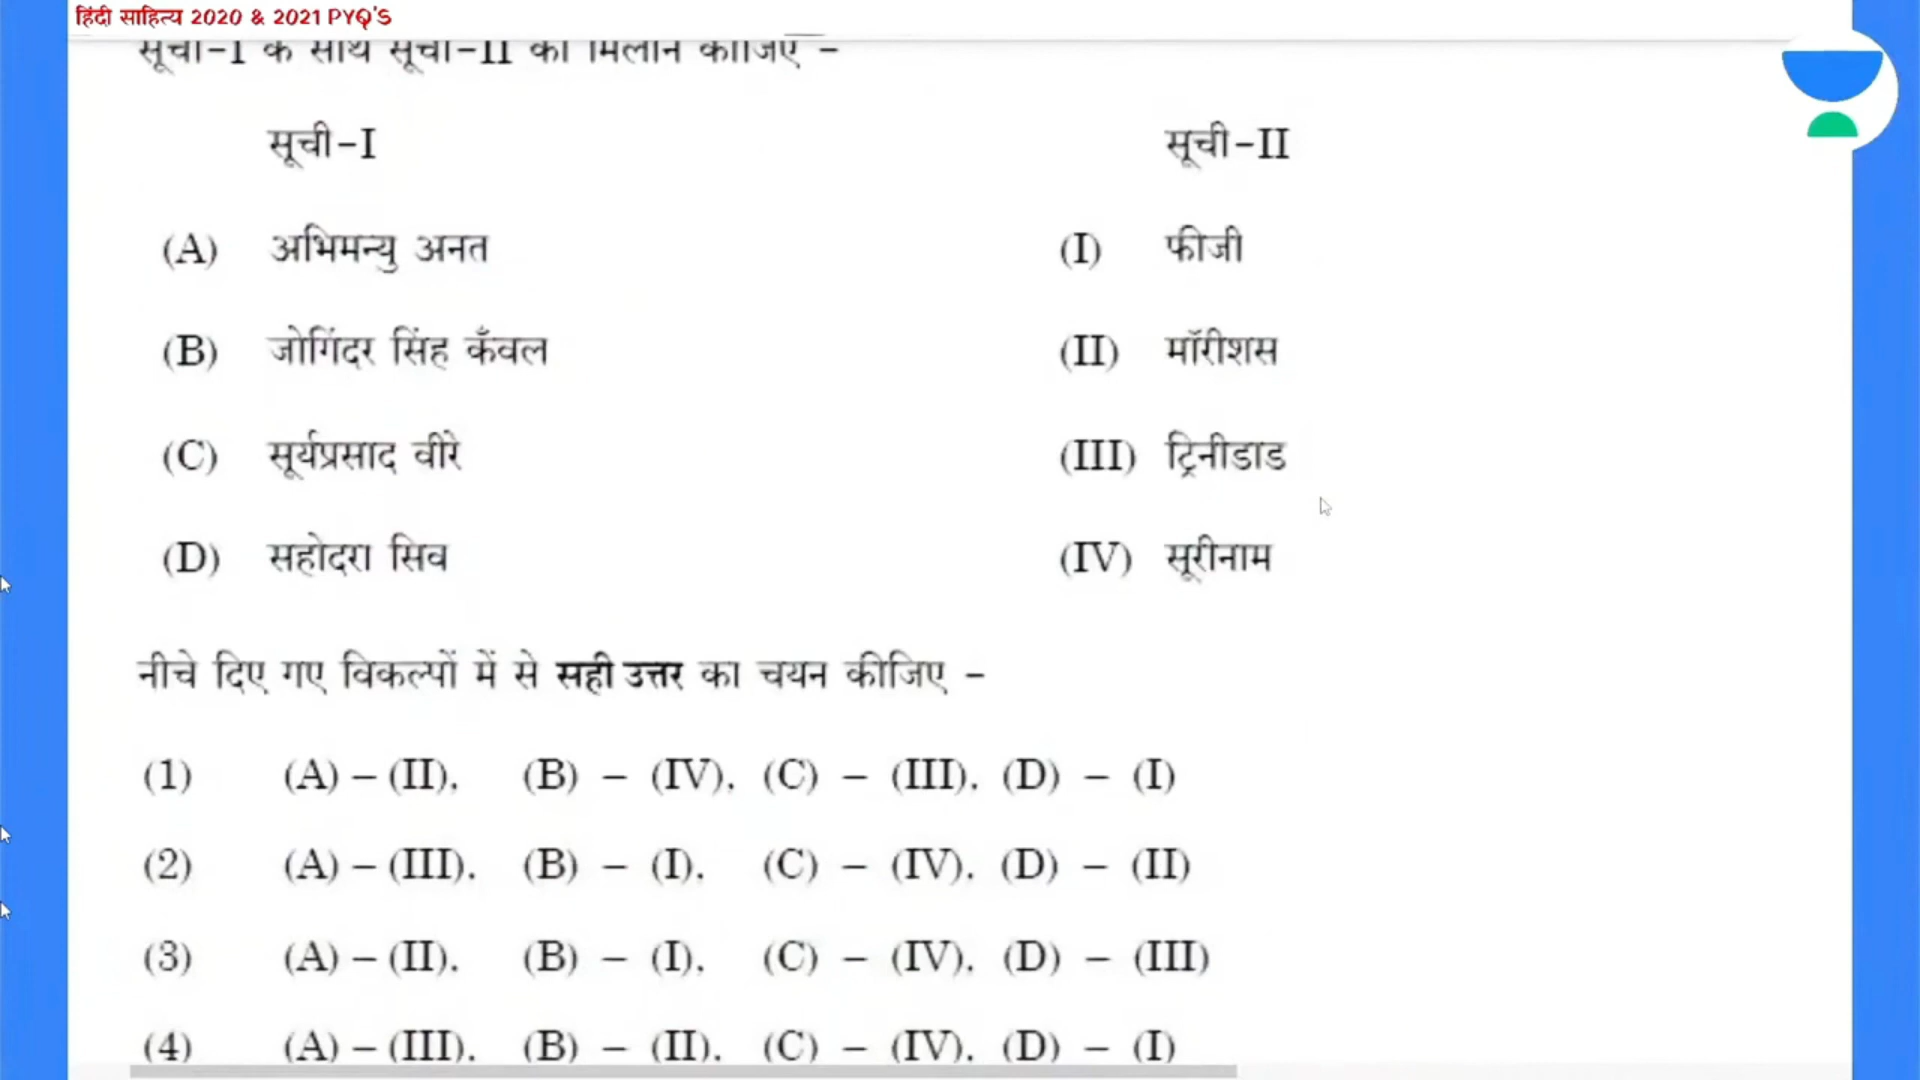 हिंदी साहित्य 2020 & 2021 PYQ'S
सूची-I के साथ सूची-II का मिलान कीजिए –
सूची-I सूची-II
(A) अभिमन्यु अनत (I) फीजी
(B) जोगिंदर सिंह कँवल (II) मॉरीशस
(C) सूर्यप्रसाद वीरे (III) ट्रिनीडाड
(D) सहोदरा सिव (IV) सूरीनाम
नीचे दिए गए विकल्पों में से सही उत्तर का चयन कीजिए –
(1) (A) – (II), (B) – (IV), (C) – (III), (D) – (I)
(2) (A) – (III), (B) – (I), (C) – (IV), (D) – (II)
(3) (A) – (II), (B) – (I), (C) – (IV), (D) – (III)
(4) (A) – (III), (B) – (II), (C) – (IV), (D) – (I)